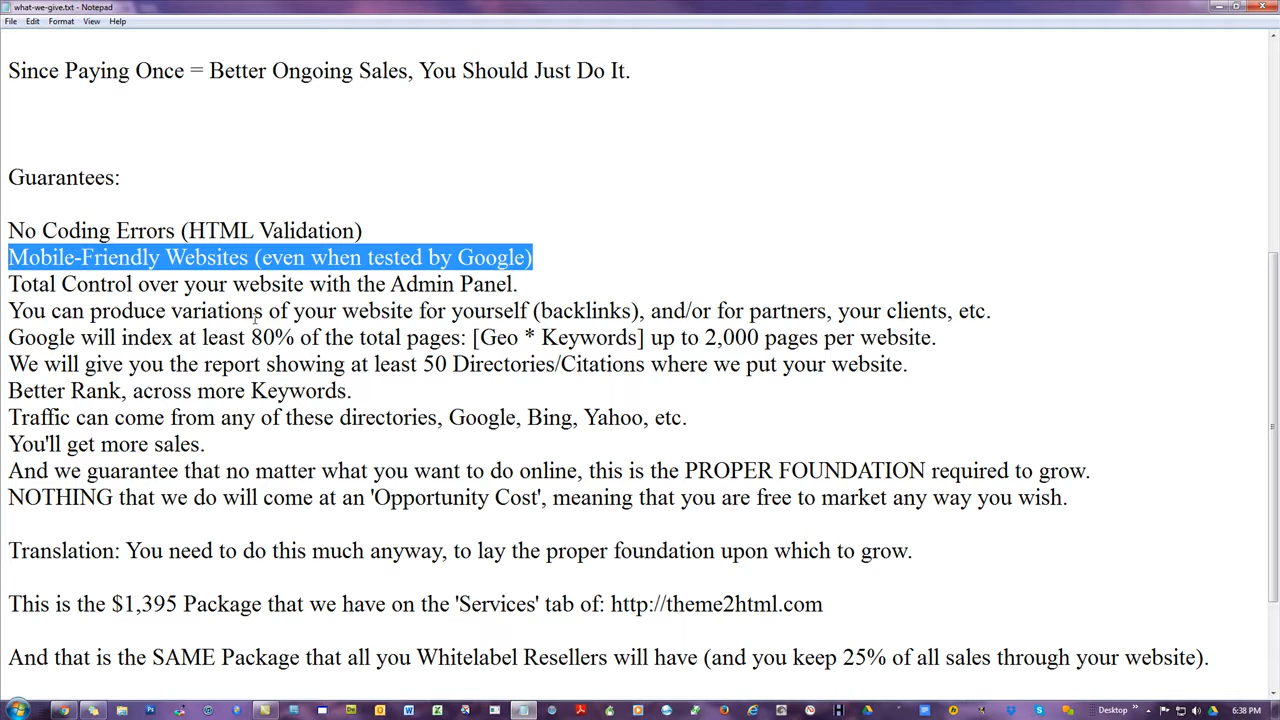 what-we-give.txt - Notepad
File Edit Format View Help
Since Paying Once = Better Ongoing Sales, You Should Just Do It.
Guarantees:
No Coding Errors (HTML Validation)
Mobile-Friendly Websites (even when tested by Google)
Total Control over your website with the Admin Panel.
You can produce variations of your website for yourself (backlinks), and/or for partners, your clients, etc.
Google will index at least 80% of the total pages: [Geo * Keywords] up to 2,000 pages per website.
We will give you the report showing at least 50 Directories/Citations where we put your website.
Better Rank, across more Keywords.
Traffic can come from any of these directories, Google, Bing, Yahoo, etc.
You'll get more sales.
And we guarantee that no matter what you want to do online, this is the PROPER FOUNDATION required to grow.
NOTHING that we do will come at an 'Opportunity Cost', meaning that you are free to market any way you wish.
Translation: You need to do this much anyway, to lay the proper foundation upon which to grow.
This is the $1,395 Package that we have on the 'Services' tab of: http://theme2html.com
And that is the SAME Package that all you Whitelabel Resellers will have (and you keep 25% of all sales through your website).
Desktop 6:38 PM